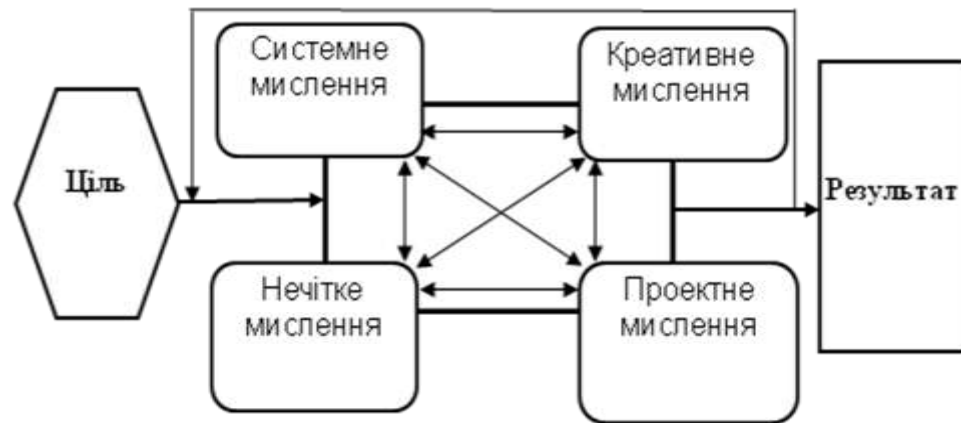 Системне
мислення
Креативне
мислення
Ціль
Результат
Нечітке
мислення
Проектне
мислення